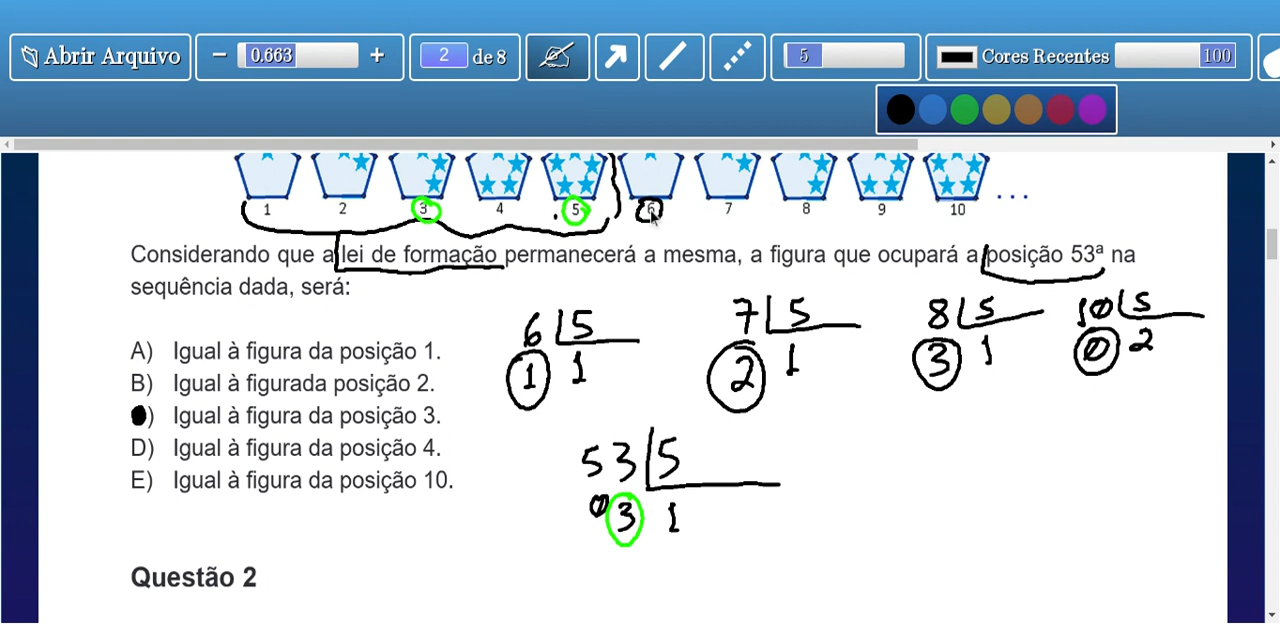 Abrir Arquivo − 0.663 + 2 de 8 5 Cores Recentes 100
1 2 3 4 5 6 7 8 9 10 ...
Considerando que a lei de formação permanecerá a mesma, a figura que ocupará a posição 53ª na
sequência dada, será:
6 5 7 5 8 5 10 5
1 1 2 1 3 1 0 2
A) Igual à figura da posição 1.
B) Igual à figurada posição 2.
) Igual à figura da posição 3.
D) Igual à figura da posição 4.
E) Igual à figura da posição 10.
53 5
03 1
Questão 2